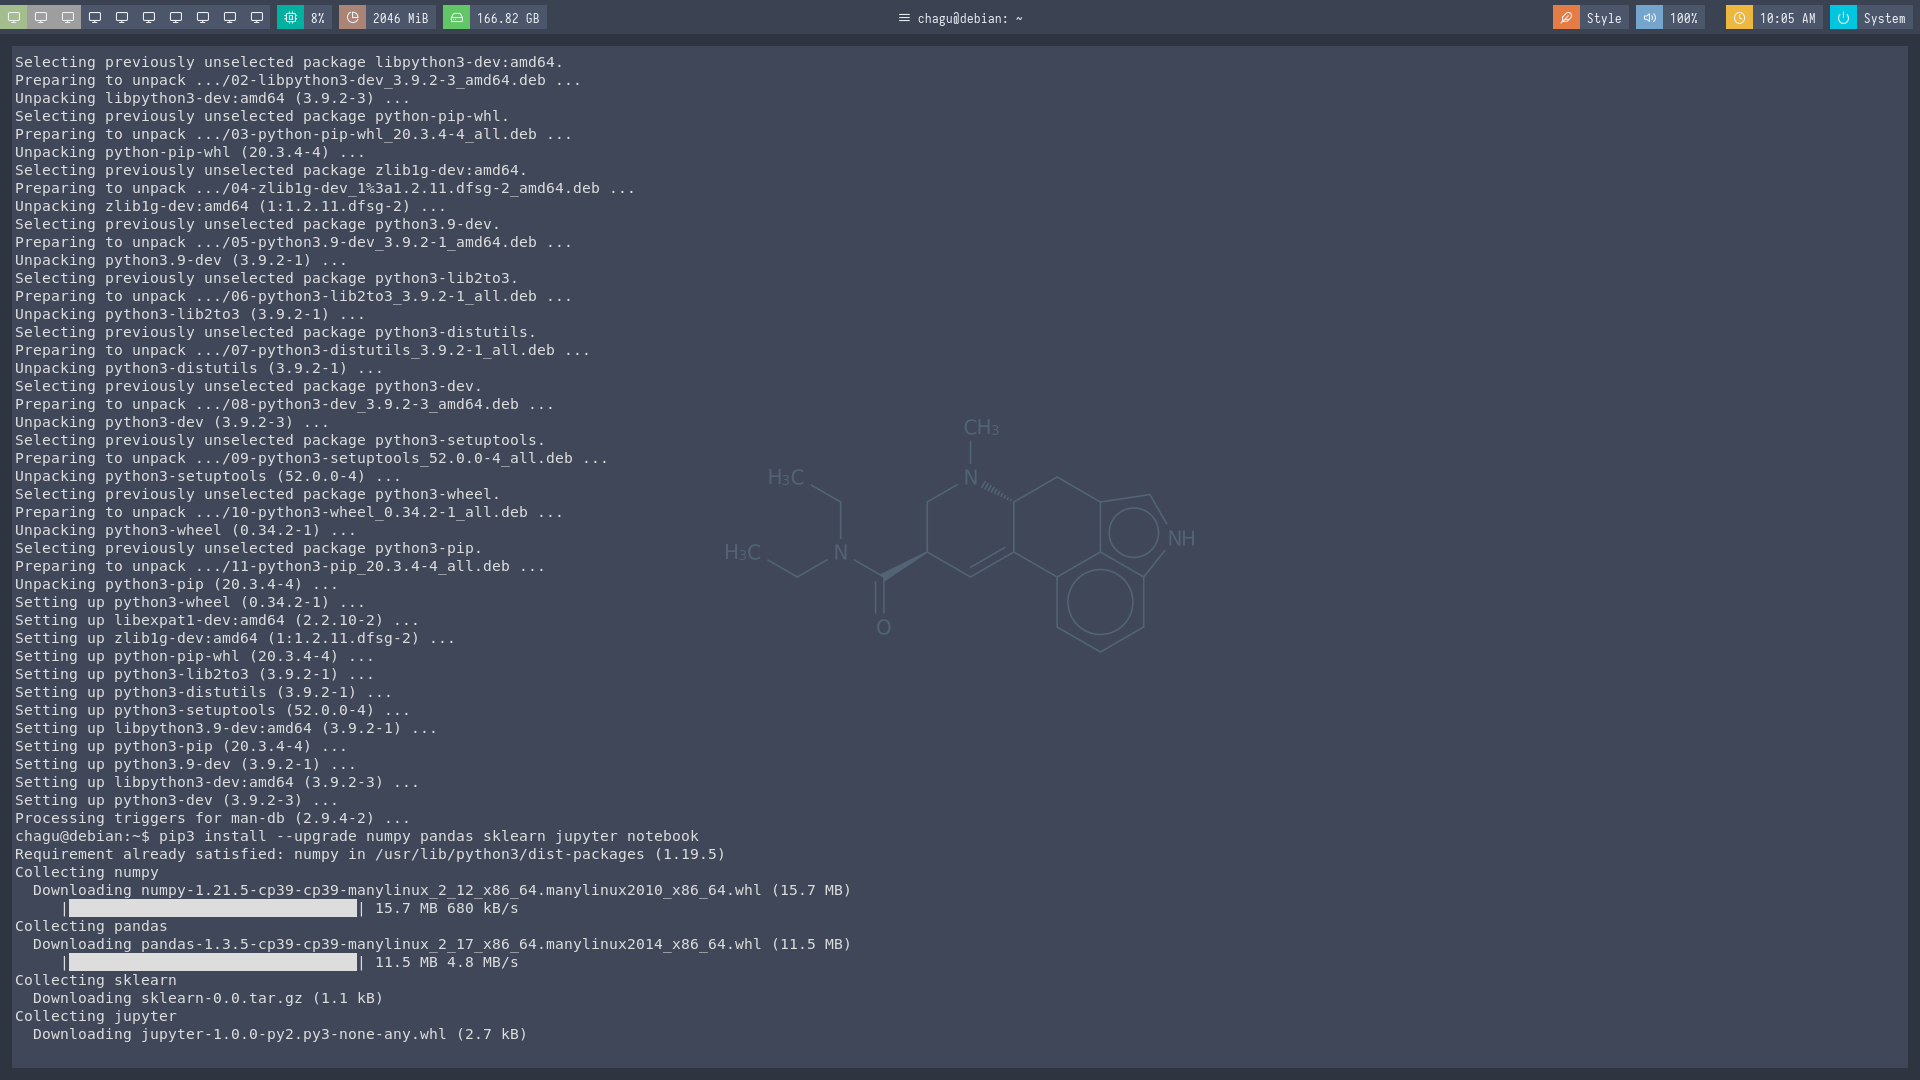 8% 2046 MiB 166.82 GB chagu@debian: ~ Style 100% 10:05 AM System
Selecting previously unselected package libpython3-dev:amd64.
Preparing to unpack .../02-libpython3-dev_3.9.2-3_amd64.deb ...
Unpacking libpython3-dev:amd64 (3.9.2-3) ...
Selecting previously unselected package python-pip-whl.
Preparing to unpack .../03-python-pip-whl_20.3.4-4_all.deb ...
Unpacking python-pip-whl (20.3.4-4) ...
Selecting previously unselected package zlib1g-dev:amd64.
Preparing to unpack .../04-zlib1g-dev_1%3a1.2.11.dfsg-2_amd64.deb ...
Unpacking zlib1g-dev:amd64 (1:1.2.11.dfsg-2) ...
Selecting previously unselected package python3.9-dev.
Preparing to unpack .../05-python3.9-dev_3.9.2-1_amd64.deb ...
Unpacking python3.9-dev (3.9.2-1) ...
Selecting previously unselected package python3-lib2to3.
Preparing to unpack .../06-python3-lib2to3_3.9.2-1_all.deb ...
Unpacking python3-lib2to3 (3.9.2-1) ...
Selecting previously unselected package python3-distutils.
Preparing to unpack .../07-python3-distutils_3.9.2-1_all.deb ...
Unpacking python3-distutils (3.9.2-1) ...
Selecting previously unselected package python3-dev.
Preparing to unpack .../08-python3-dev_3.9.2-3_amd64.deb ...
Unpacking python3-dev (3.9.2-3) ...
Selecting previously unselected package python3-setuptools.
Preparing to unpack .../09-python3-setuptools_52.0.0-4_all.deb ...
Unpacking python3-setuptools (52.0.0-4) ...
Selecting previously unselected package python3-wheel.
Preparing to unpack .../10-python3-wheel_0.34.2-1_all.deb ...
Unpacking python3-wheel (0.34.2-1) ...
Selecting previously unselected package python3-pip.
Preparing to unpack .../11-python3-pip_20.3.4-4_all.deb ...
Unpacking python3-pip (20.3.4-4) ...
Setting up python3-wheel (0.34.2-1) ...
Setting up libexpat1-dev:amd64 (2.2.10-2) ...
Setting up zlib1g-dev:amd64 (1:1.2.11.dfsg-2) ...
Setting up python-pip-whl (20.3.4-4) ...
Setting up python3-lib2to3 (3.9.2-1) ...
Setting up python3-distutils (3.9.2-1) ...
Setting up python3-setuptools (52.0.0-4) ...
Setting up libpython3.9-dev:amd64 (3.9.2-1) ...
Setting up python3-pip (20.3.4-4) ...
Setting up python3.9-dev (3.9.2-1) ...
Setting up libpython3-dev:amd64 (3.9.2-3) ...
Setting up python3-dev (3.9.2-3) ...
Processing triggers for man-db (2.9.4-2) ...
chagu@debian:~$ pip3 install --upgrade numpy pandas sklearn jupyter notebook
Requirement already satisfied: numpy in /usr/lib/python3/dist-packages (1.19.5)
Collecting numpy
Downloading numpy-1.21.5-cp39-cp39-manylinux_2_12_x86_64.manylinux2010_x86_64.whl (15.7 MB)
| | 15.7 MB 680 kB/s
Collecting pandas
Downloading pandas-1.3.5-cp39-cp39-manylinux_2_17_x86_64.manylinux2014_x86_64.whl (11.5 MB)
| | 11.5 MB 4.8 MB/s
Collecting sklearn
Downloading sklearn-0.0.tar.gz (1.1 kB)
Collecting jupyter
Downloading jupyter-1.0.0-py2.py3-none-any.whl (2.7 kB)
CH₃
H₃C
N
NH
H₃C
N
O